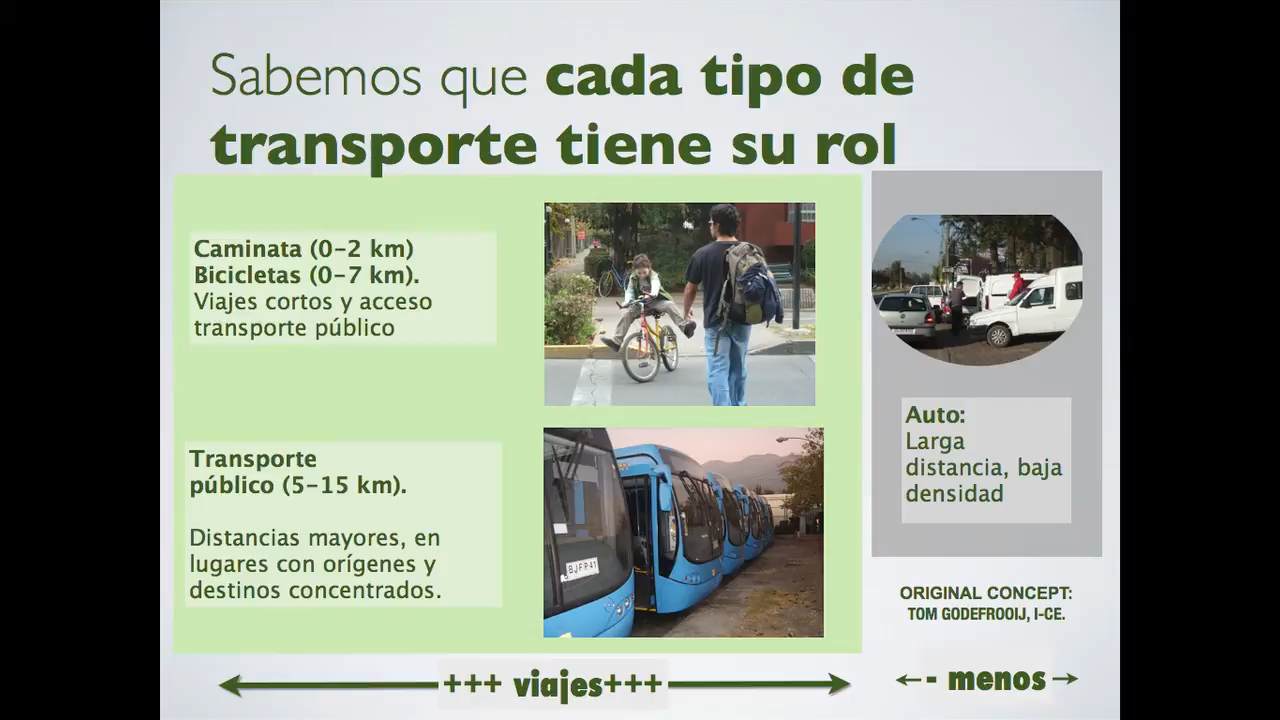 Sabemos que cada tipo de
transporte tiene su rol
Caminata (0-2 km)
Bicicletas (0-7 km).
Viajes cortos y acceso
transporte público
Transporte
público (5-15 km).
Distancias mayores, en
lugares con orígenes y
destinos concentrados.
BJFP41
Auto:
Larga
distancia, baja
densidad
ORIGINAL CONCEPT:
TOM GODEFROOIJ, I-CE.
+++ viajes+++
- menos